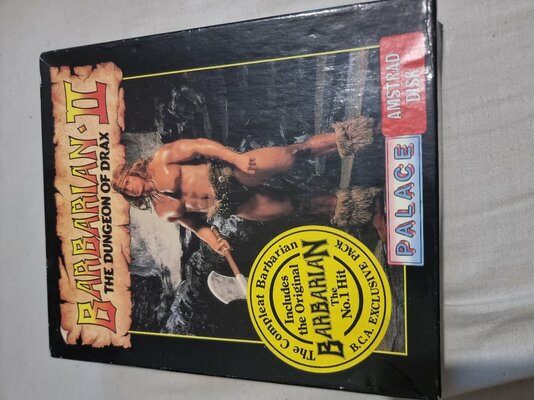 BARBARIAN · II
THE DUNGEON OF DRAX
The Compleat Barbarian
Includes
the Original
BARBARIAN
The
No.1 Hit
B.C.A. EXCLUSIVE PACK
PALACE
AMSTRAD
DISK